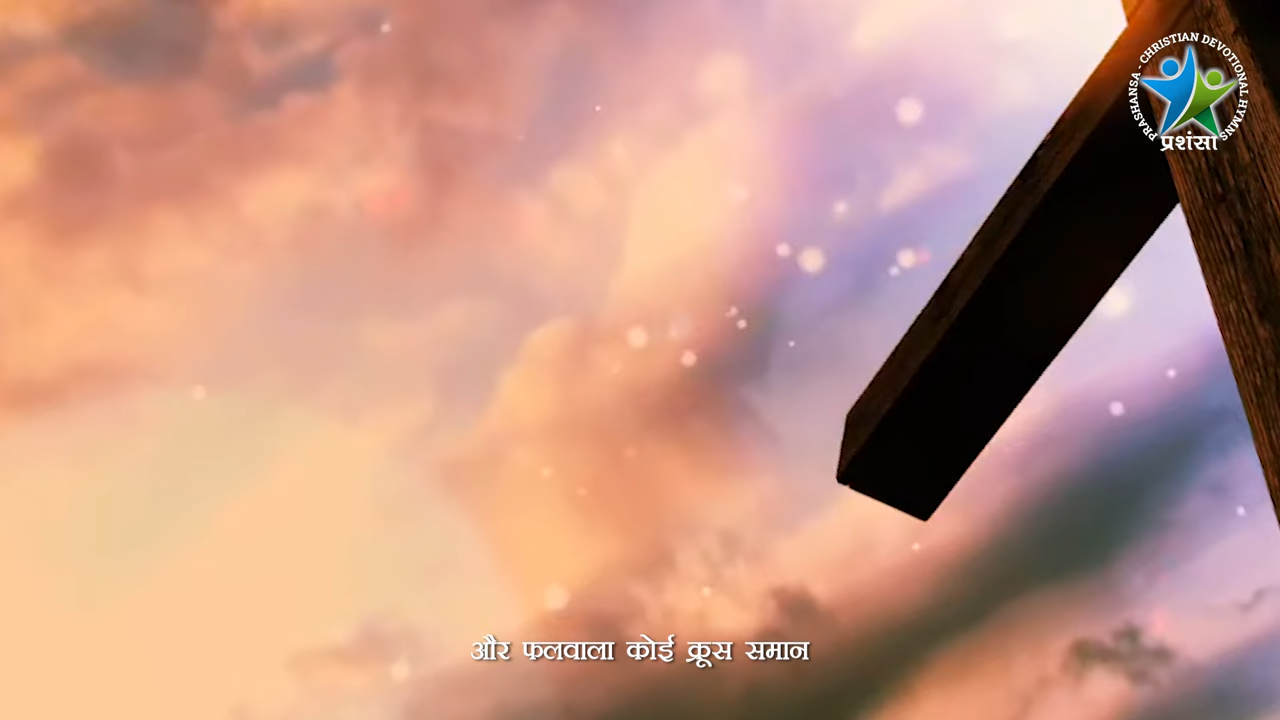 PRASHANSA - CHRISTIAN DEVOTIONAL HYMNS
प्रशंसा
और फलवाला कोई क्रूस समान